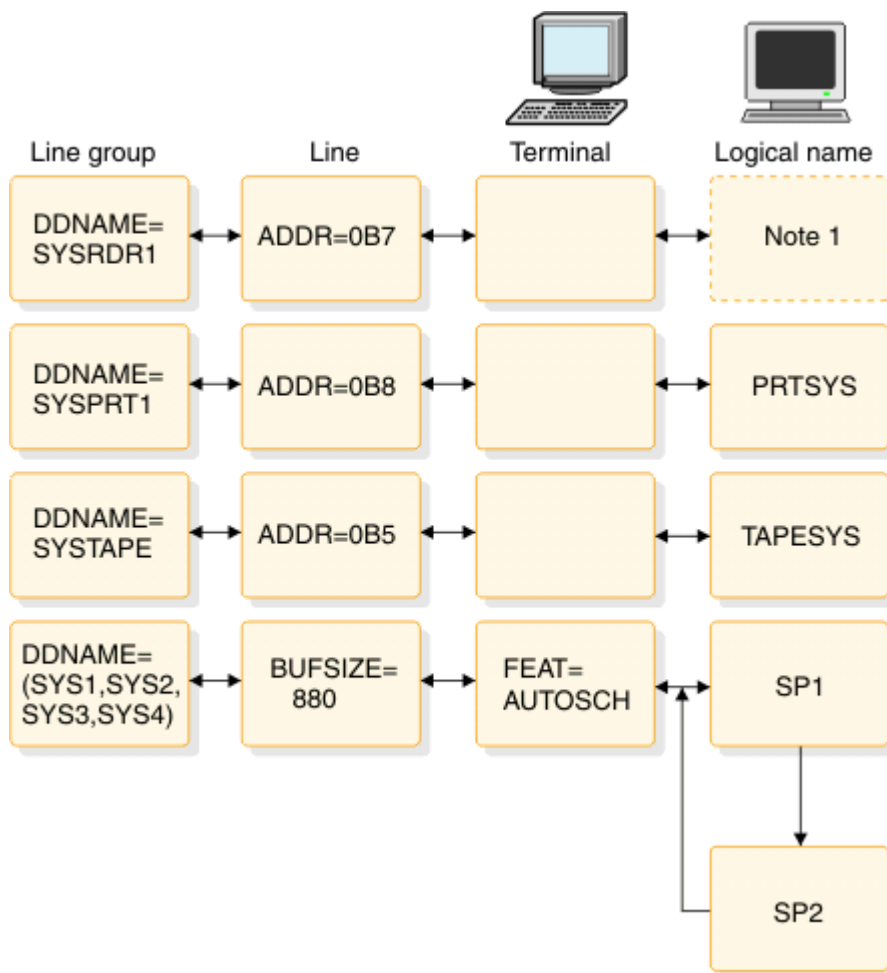 Line group
Line
Terminal
Logical name
DDNAME=
SYSRDR1
ADDR=0B7
Note 1
DDNAME=
SYSPRT1
ADDR=0B8
PRTSYS
DDNAME=
SYSTAPE
ADDR=0B5
TAPESYS
DDNAME=
(SYS1,SYS2,
SYS3,SYS4)
BUFSIZE=
880
FEAT=
AUTOSCH
SP1
SP2